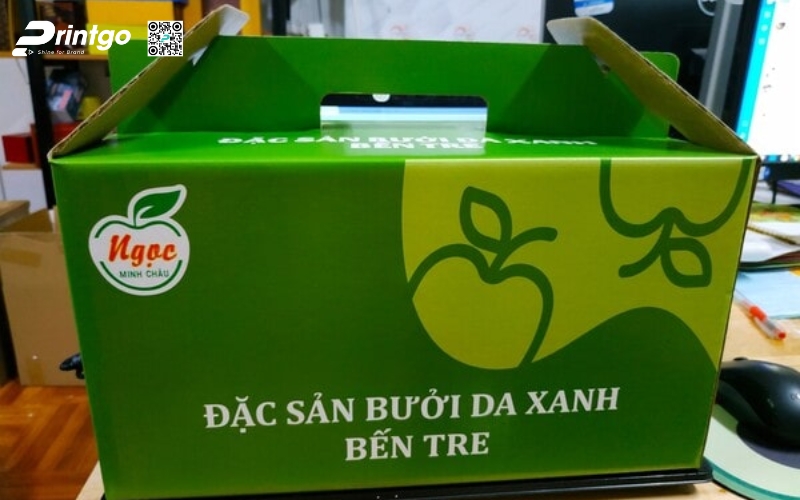 Printgo
Shine for Brand
ĐẶC SẢN BƯỞI DA XANH
BẾN TRE
Ngọc
MINH CHÂU
ĐẶC SẢN BƯỞI DA XANH
BẾN TRE